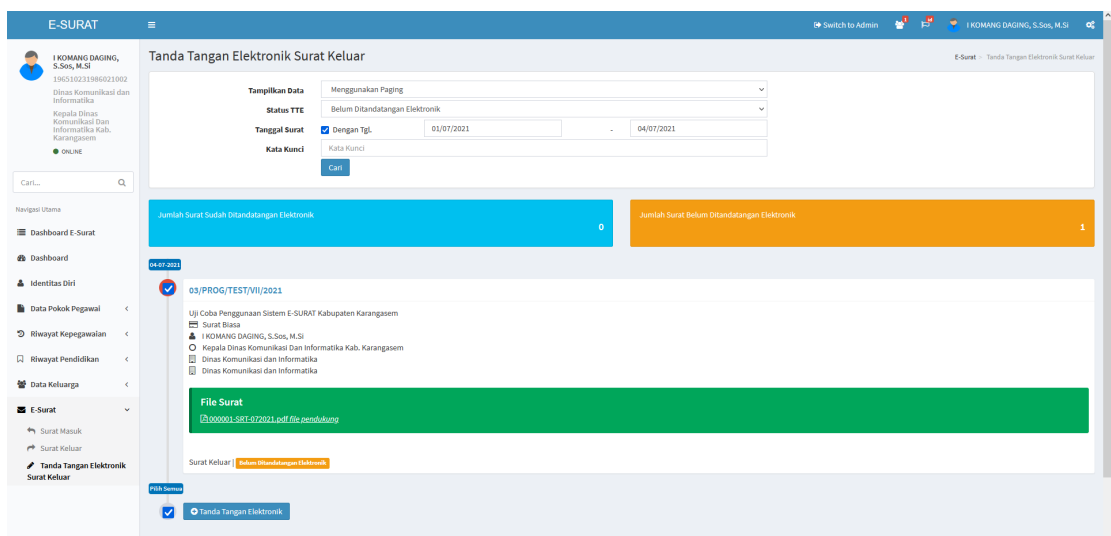 E-SURAT
Switch to Admin
I KOMANG DAGING, S.Sos, M.Si
I KOMANG DAGING,
S.Sos, M.Si
196510231986021002
Dinas Komunikasi dan
Informatika
Kepala Dinas
Komunikasi Dan
Informatika Kab.
Karangasem
ONLINE
Cari...
Navigasi Utama
Dashboard E-Surat
Dashboard
Identitas Diri
Data Pokok Pegawai
Riwayat Kepegawaian
Riwayat Pendidikan
Data Keluarga
E-Surat
Surat Masuk
Surat Keluar
Tanda Tangan Elektronik
Surat Keluar
Tanda Tangan Elektronik Surat Keluar
E-Surat > Tanda Tangan Elektronik Surat Keluar
Tampilkan Data Menggunakan Paging
Status TTE Belum Ditandatangan Elektronik
Tanggal Surat Dengan Tgl. 01/07/2021 - 04/07/2021
Kata Kunci Kata Kunci
Cari
Jumlah Surat Sudah Ditandatangan Elektronik
0
Jumlah Surat Belum Ditandatangan Elektronik
1
04-07-2021
03/PROG/TEST/VII/2021
Uji Coba Penggunaan Sistem E-SURAT Kabupaten Karangasem
Surat Biasa
I KOMANG DAGING, S.Sos, M.Si
Kepala Dinas Komunikasi Dan Informatika Kab. Karangasem
Dinas Komunikasi dan Informatika
Dinas Komunikasi dan Informatika
File Surat
000001-SRT-072021.pdf file pendukung
Surat Keluar | Belum Ditandatangan Elektronik
Pilih Semua
Tanda Tangan Elektronik